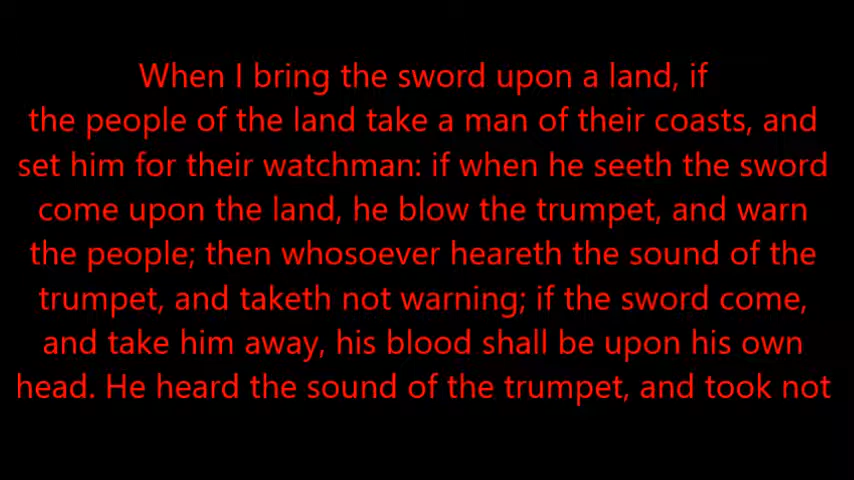 When I bring the sword upon a land, if
the people of the land take a man of their coasts, and
set him for their watchman: if when he seeth the sword
come upon the land, he blow the trumpet, and warn
the people; then whosoever heareth the sound of the
trumpet, and taketh not warning; if the sword come,
and take him away, his blood shall be upon his own
head. He heard the sound of the trumpet, and took not